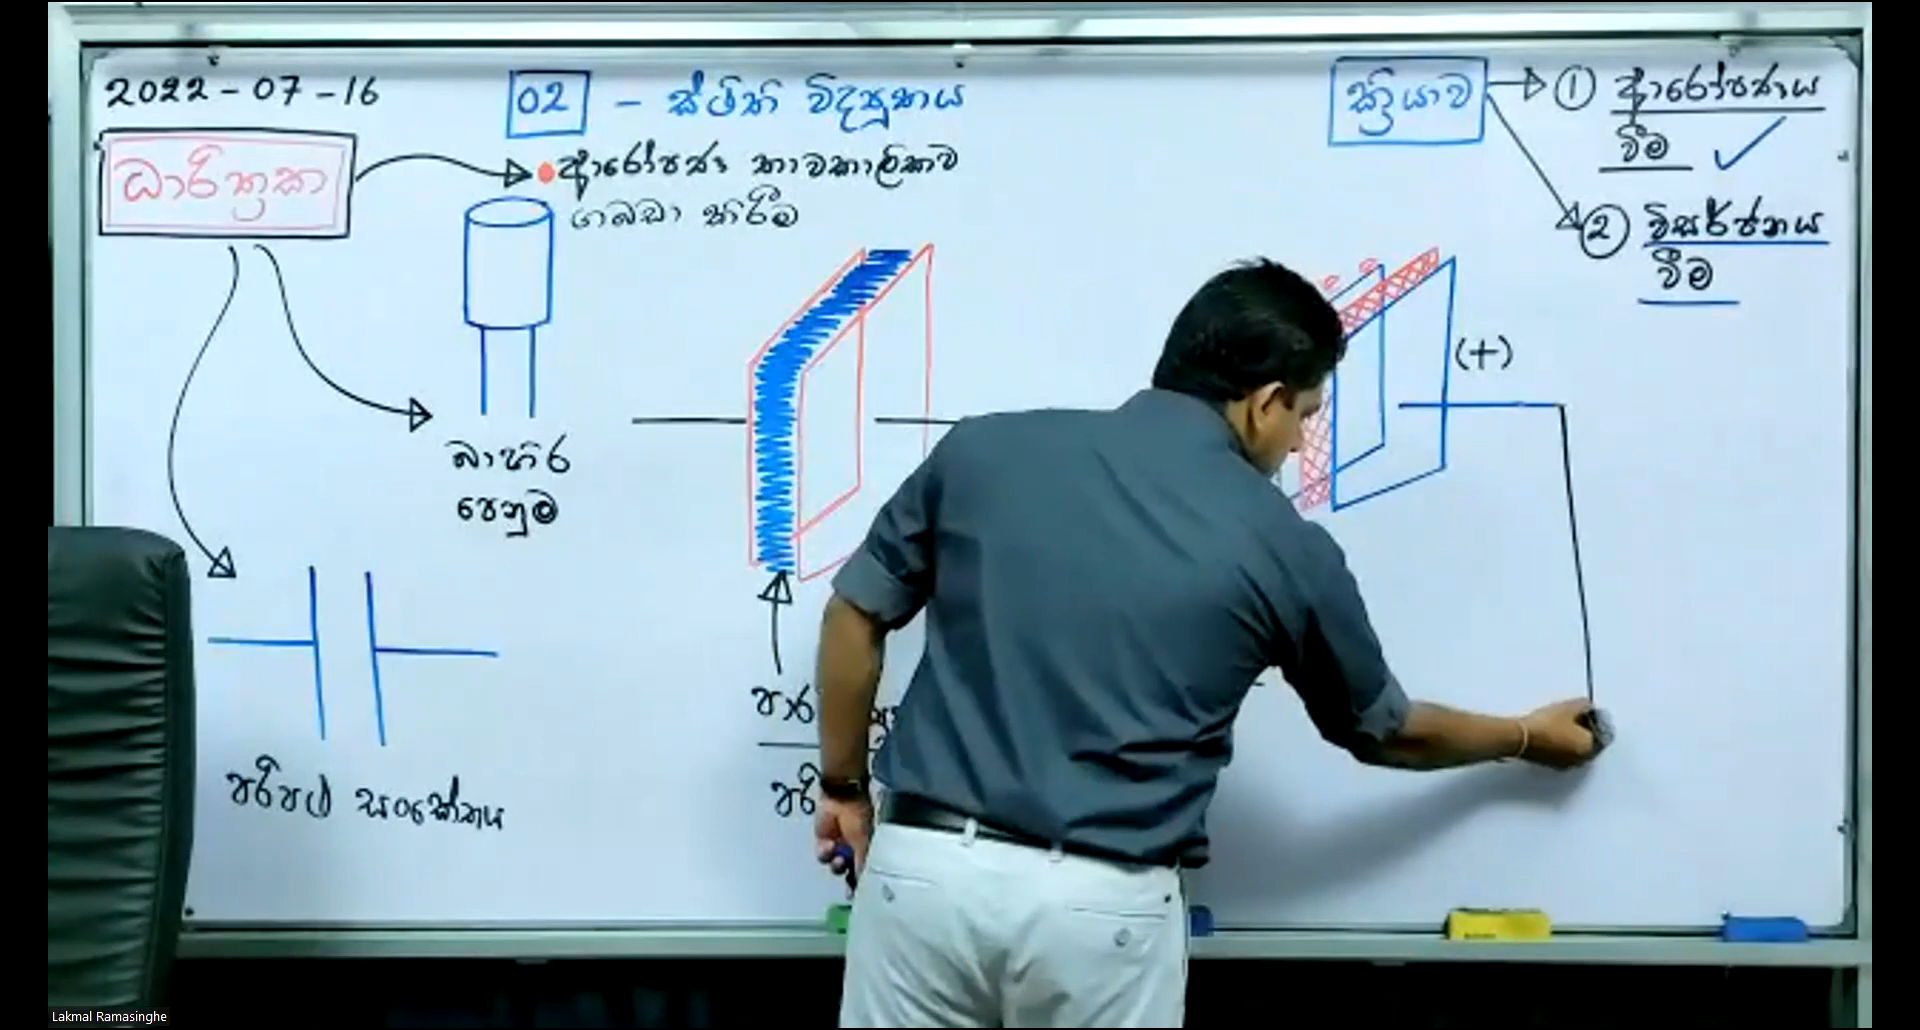 2022-07-16
02 - ස්ථිති විද්‍යුතය
ධාරිත්‍රක
ආරෝපණ තාවකාලිකව
ගබඩා කිරීම
ක්‍රියාව
1 ආරෝපණය
වීම
2 විසර්ජනය
වීම
(+)
බාහිර
පෙනුම
පාර
පරි
පරිපථ සංකේතය
Lakmal Ramasinghe